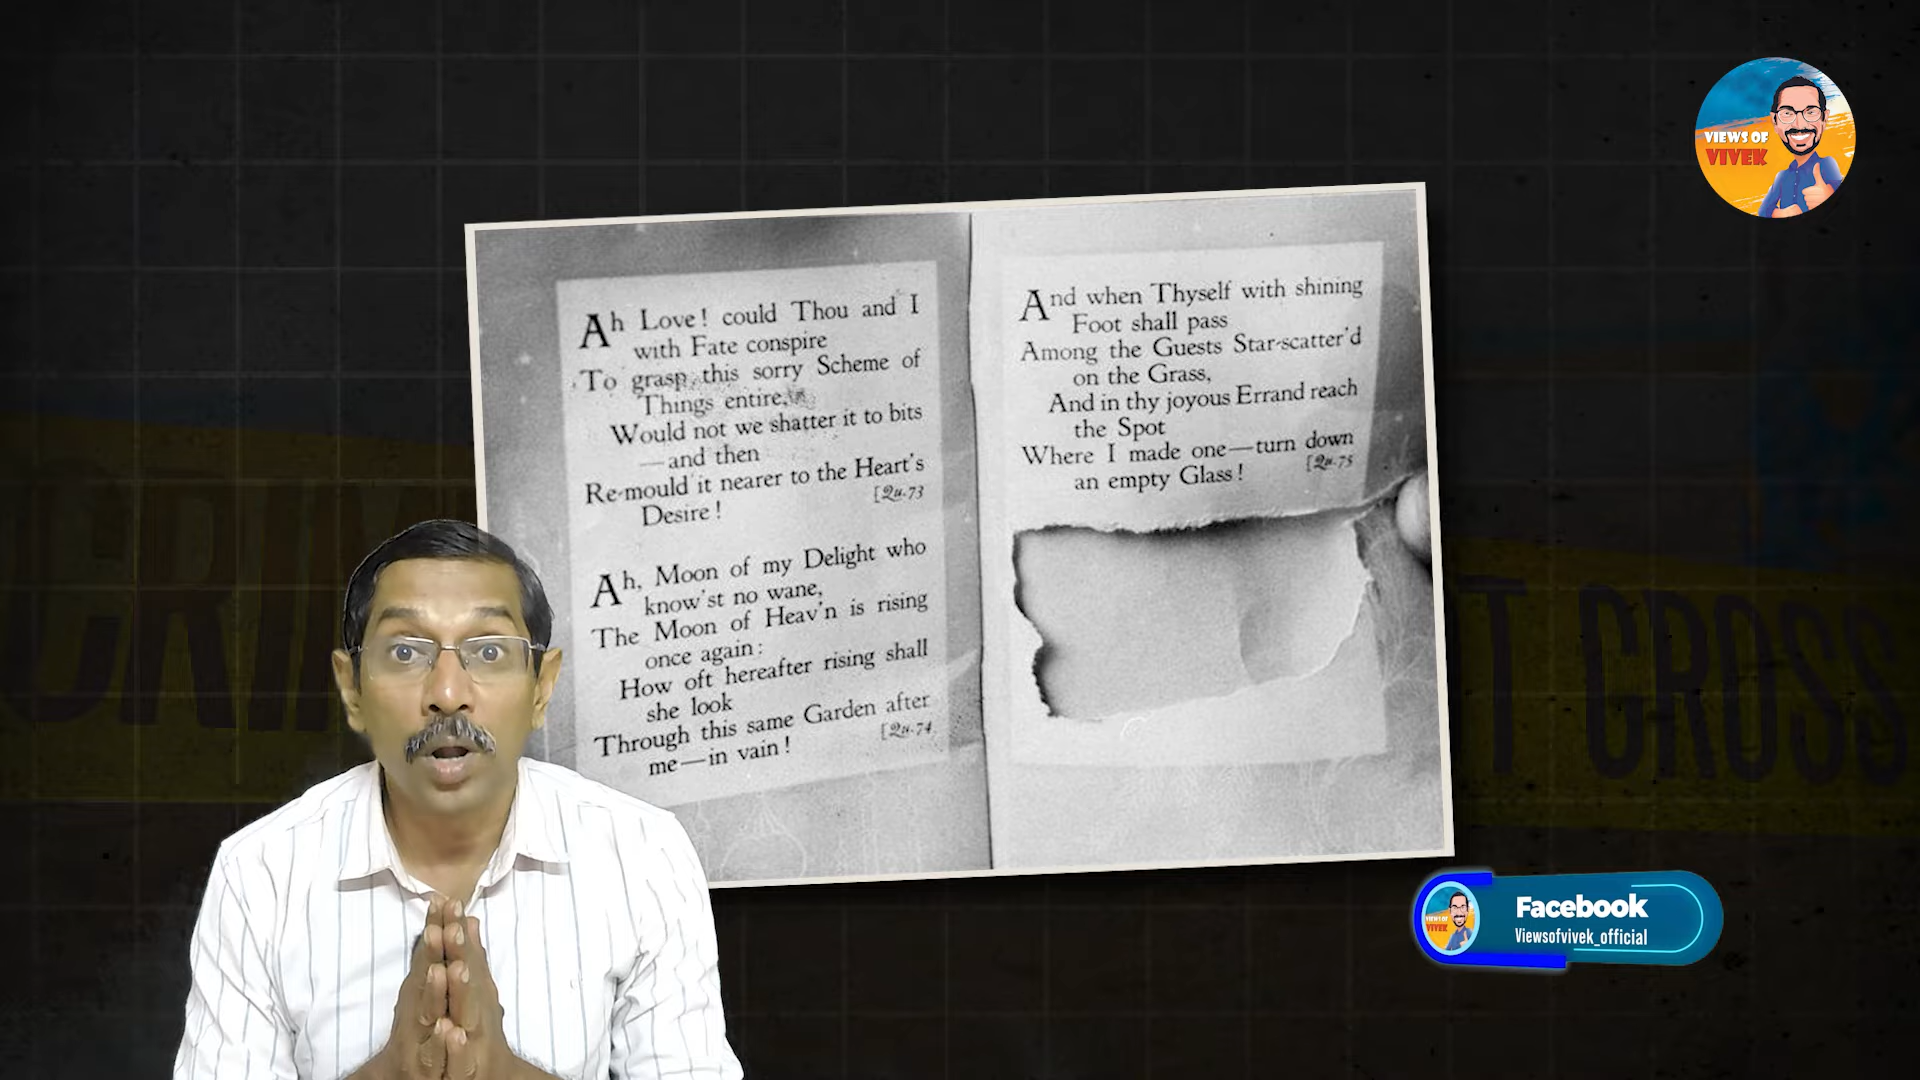 VIEWS OF
VIVEK
Ah Love! could Thou and I
with Fate conspire
To grasp this sorry Scheme of
Things entire,
Would not we shatter it to bits
—and then
Re-mould it nearer to the Heart's
Desire!
[Qu.73
Ah, Moon of my Delight who
know'st no wane,
The Moon of Heav'n is rising
once again:
How oft hereafter rising shall
she look
Through this same Garden after
me—in vain!
[Qu.74
And when Thyself with shining
Foot shall pass
Among the Guests Star-scatter'd
on the Grass,
And in thy joyous Errand reach
the Spot
Where I made one—turn down
an empty Glass!
[Qu.75
CROSS
Facebook
Viewsofvivek_official
VIEWS OF
VIVEK